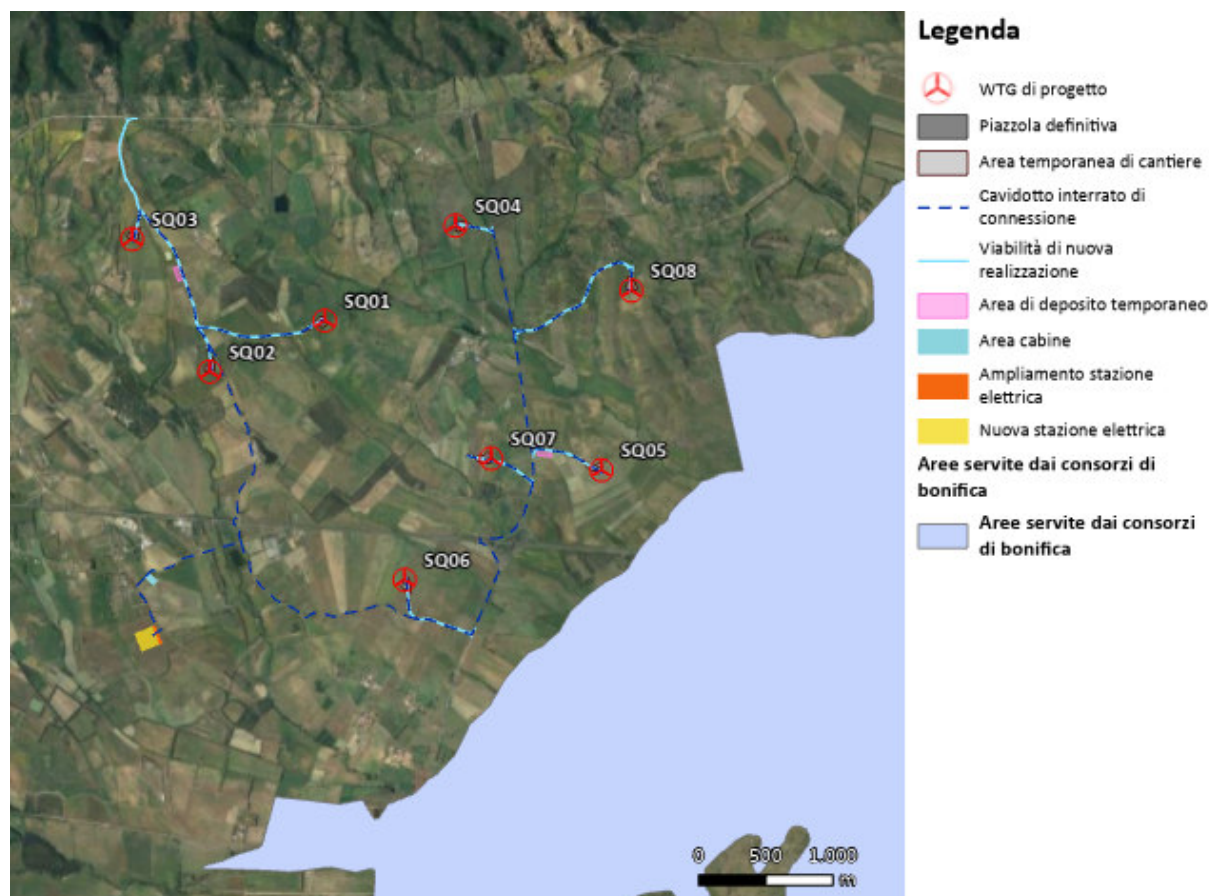 SQ03
SQ04
SQ08
SQ01
SQ02
SQ07
SQ05
SQ06
0 500 1.000
m
Legenda
WTG di progetto
Piazzola definitiva
Area temporanea di cantiere
Cavidotto interrato di
connessione
Viabilità di nuova
realizzazione
Area di deposito temporaneo
Area cabine
Ampliamento stazione
elettrica
Nuova stazione elettrica
Aree servite dai consorzi di
bonifica
Aree servite dai consorzi
di bonifica